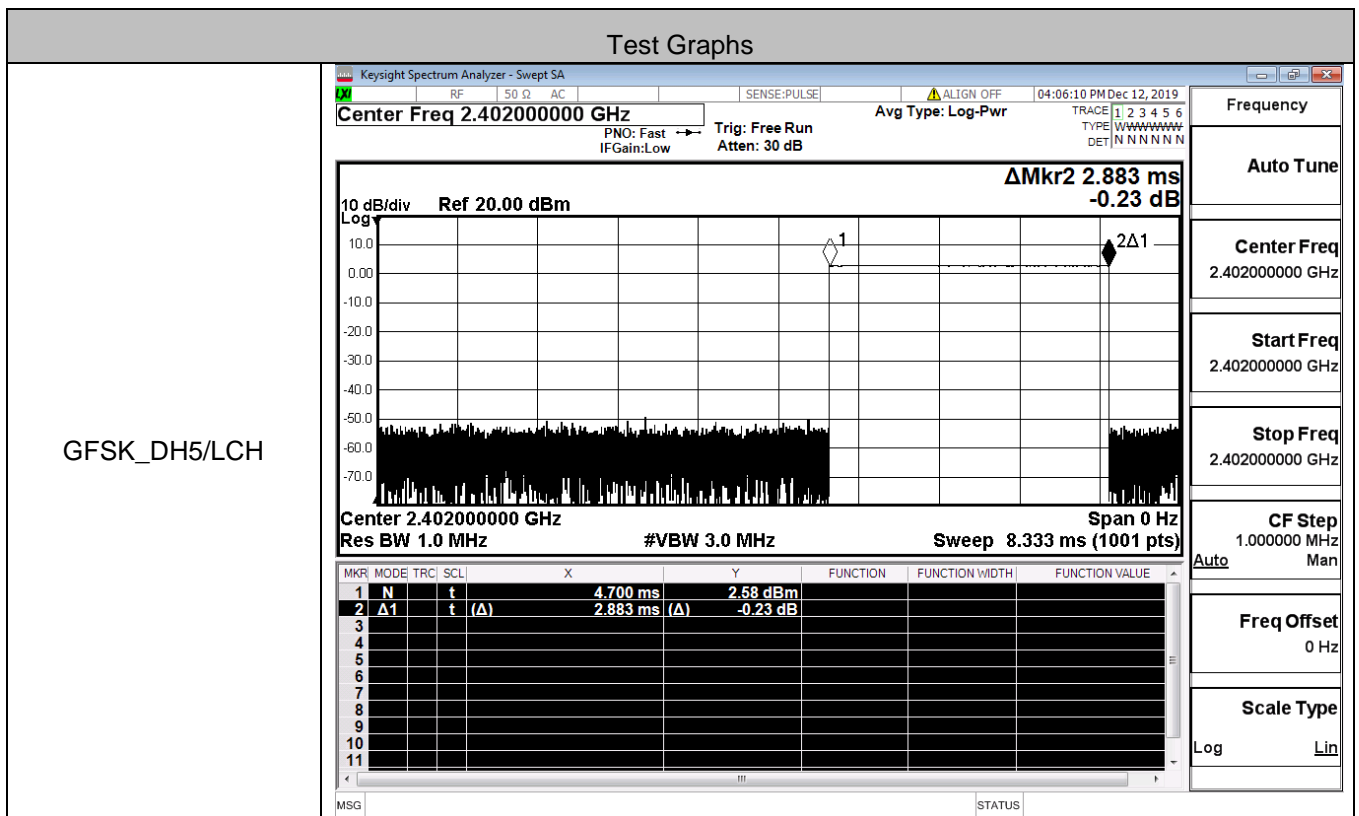 Test Graphs
GFSK_DH5/LCH
Keysight Spectrum Analyzer - Swept SA
LXI RF 50 Ω AC SENSE:PULSE ALIGN OFF 04:06:10 PM Dec 12, 2019
Center Freq 2.402000000 GHz
PNO: Fast
IFGain:Low
Trig: Free Run
Atten: 30 dB
Avg Type: Log-Pwr
TRACE 1 2 3 4 5 6
TYPE WWWWWW
DET N N N N N N
ΔMkr2 2.883 ms
-0.23 dB
10 dB/div Ref 20.00 dBm
Log
10.0
0.00
-10.0
-20.0
-30.0
-40.0
-50.0
-60.0
-70.0
1
2Δ1
Center 2.402000000 GHz Span 0 Hz
Res BW 1.0 MHz #VBW 3.0 MHz Sweep 8.333 ms (1001 pts)
MKR MODE TRC SCL X Y FUNCTION FUNCTION WIDTH FUNCTION VALUE
1 N t 4.700 ms 2.58 dBm
2 Δ1 t (Δ) 2.883 ms (Δ) -0.23 dB
3
4
5
6
7
8
9
10
11
MSG STATUS
Frequency
Auto Tune
Center Freq
2.402000000 GHz
Start Freq
2.402000000 GHz
Stop Freq
2.402000000 GHz
CF Step
1.000000 MHz
Auto Man
Freq Offset
0 Hz
Scale Type
Log Lin